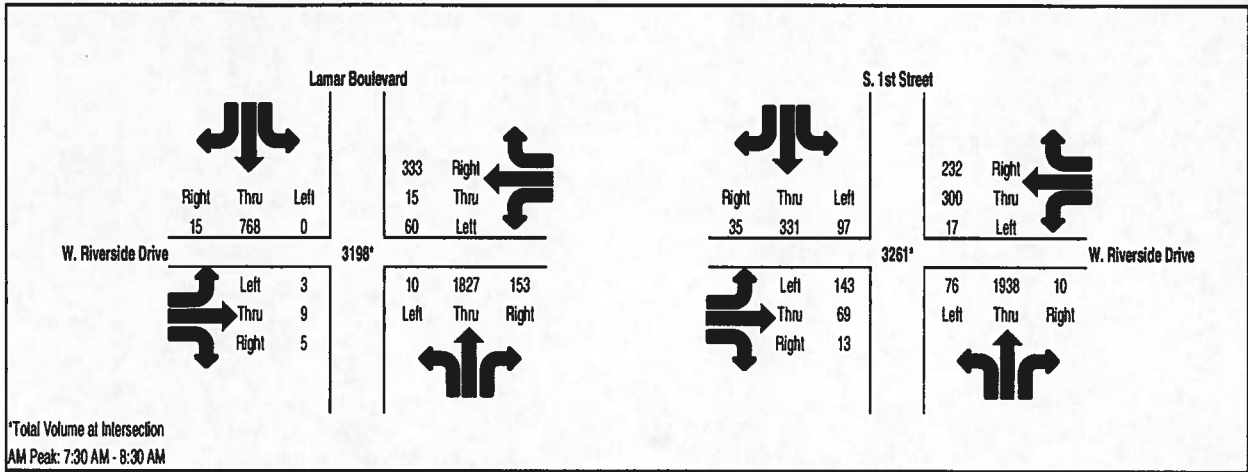 Lamar Boulevard
S. 1st Street
333 Right
15 Thru
60 Left
Right Thru Left
15 768 0
232 Right
300 Thru
17 Left
Right Thru Left
35 331 97
W. Riverside Drive
3198*
3261*
W. Riverside Drive
Left 3
Thru 9
Right 5
10 1827 153
Left Thru Right
Left 143
Thru 69
Right 13
76 1938 10
Left Thru Right
*Total Volume at Intersection
AM Peak: 7:30 AM - 8:30 AM